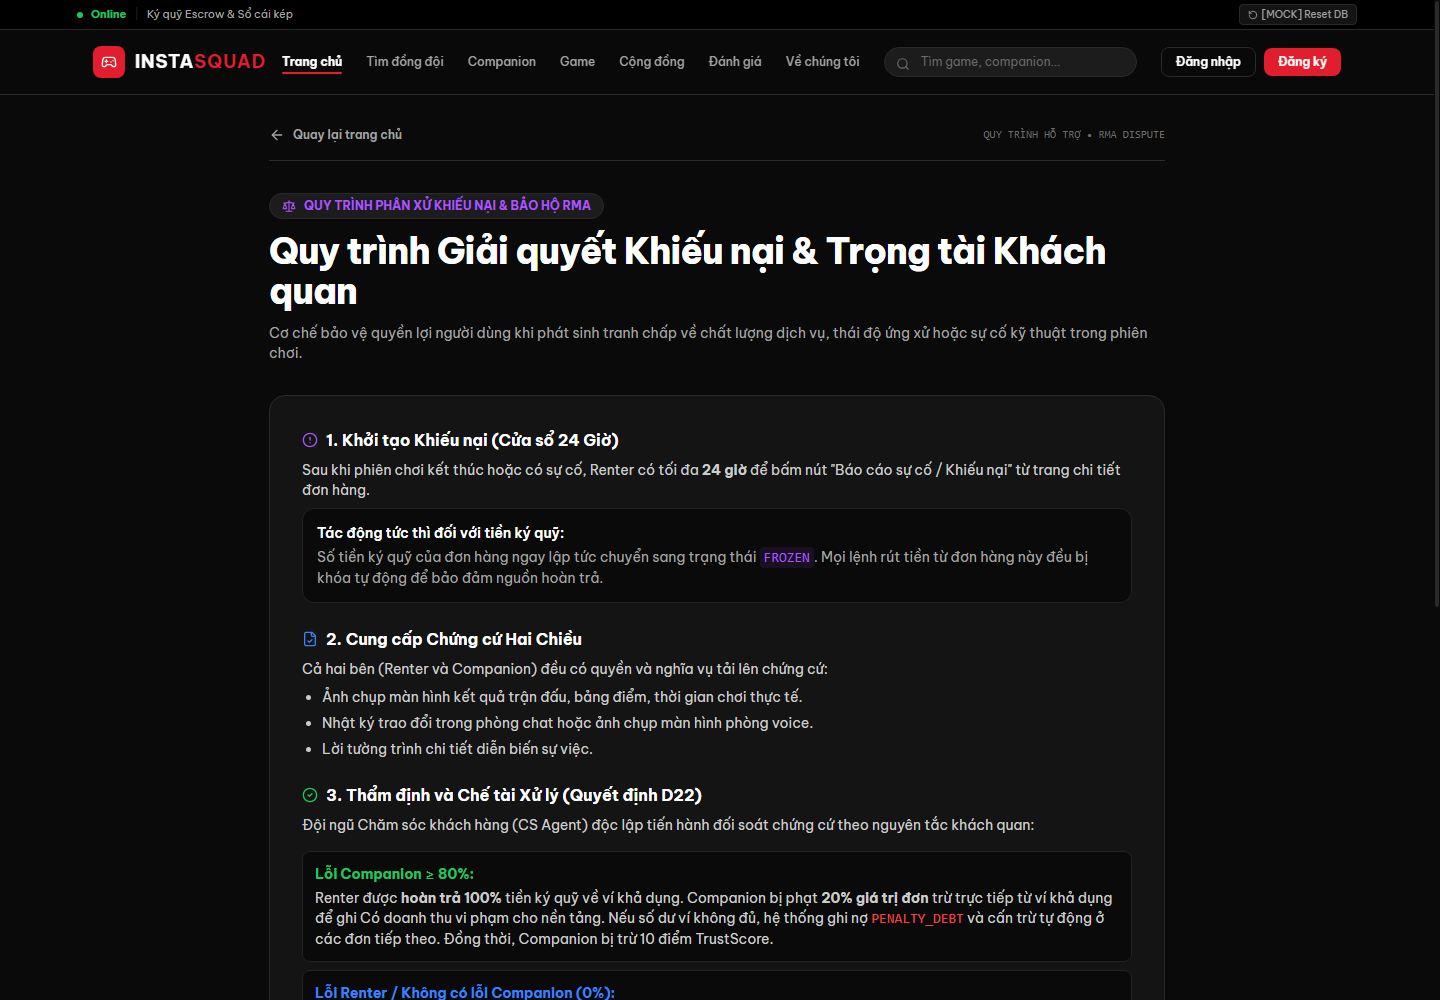 Online
Ký quỹ Escrow & Sổ cái kép
[MOCK] Reset DB
INSTASQUAD
Trang chủ
Tìm đồng đội
Companion
Game
Cộng đồng
Đánh giá
Về chúng tôi
Tìm game, companion...
Đăng nhập
Đăng ký
Quay lại trang chủ
QUY TRÌNH HỖ TRỢ • RMA DISPUTE
QUY TRÌNH PHÂN XỬ KHIẾU NẠI & BẢO HỘ RMA
Quy trình Giải quyết Khiếu nại & Trọng tài Khách
quan
Cơ chế bảo vệ quyền lợi người dùng khi phát sinh tranh chấp về chất lượng dịch vụ, thái độ ứng xử hoặc sự cố kỹ thuật trong phiên
chơi.
1. Khởi tạo Khiếu nại (Cửa sổ 24 Giờ)
Sau khi phiên chơi kết thúc hoặc có sự cố, Renter có tối đa 24 giờ để bấm nút "Báo cáo sự cố / Khiếu nại" từ trang chi tiết
đơn hàng.
Tác động tức thì đối với tiền ký quỹ:
Số tiền ký quỹ của đơn hàng ngay lập tức chuyển sang trạng thái FROZEN. Mọi lệnh rút tiền từ đơn hàng này đều bị
khóa tự động để bảo đảm nguồn hoàn trả.
2. Cung cấp Chứng cứ Hai Chiều
Cả hai bên (Renter và Companion) đều có quyền và nghĩa vụ tải lên chứng cứ:
• Ảnh chụp màn hình kết quả trận đấu, bảng điểm, thời gian chơi thực tế.
• Nhật ký trao đổi trong phòng chat hoặc ảnh chụp màn hình phòng voice.
• Lời tường trình chi tiết diễn biến sự việc.
3. Thẩm định và Chế tài Xử lý (Quyết định D22)
Đội ngũ Chăm sóc khách hàng (CS Agent) độc lập tiến hành đối soát chứng cứ theo nguyên tắc khách quan:
Lỗi Companion ≥ 80%:
Renter được hoàn trả 100% tiền ký quỹ về ví khả dụng. Companion bị phạt 20% giá trị đơn trừ trực tiếp từ ví khả dụng
để ghi Có doanh thu vi phạm cho nền tảng. Nếu số dư ví không đủ, hệ thống ghi nợ PENALTY_DEBT và cấn trừ tự động ở
các đơn tiếp theo. Đồng thời, Companion bị trừ 10 điểm TrustScore.
Lỗi Renter / Không có lỗi Companion (0%):